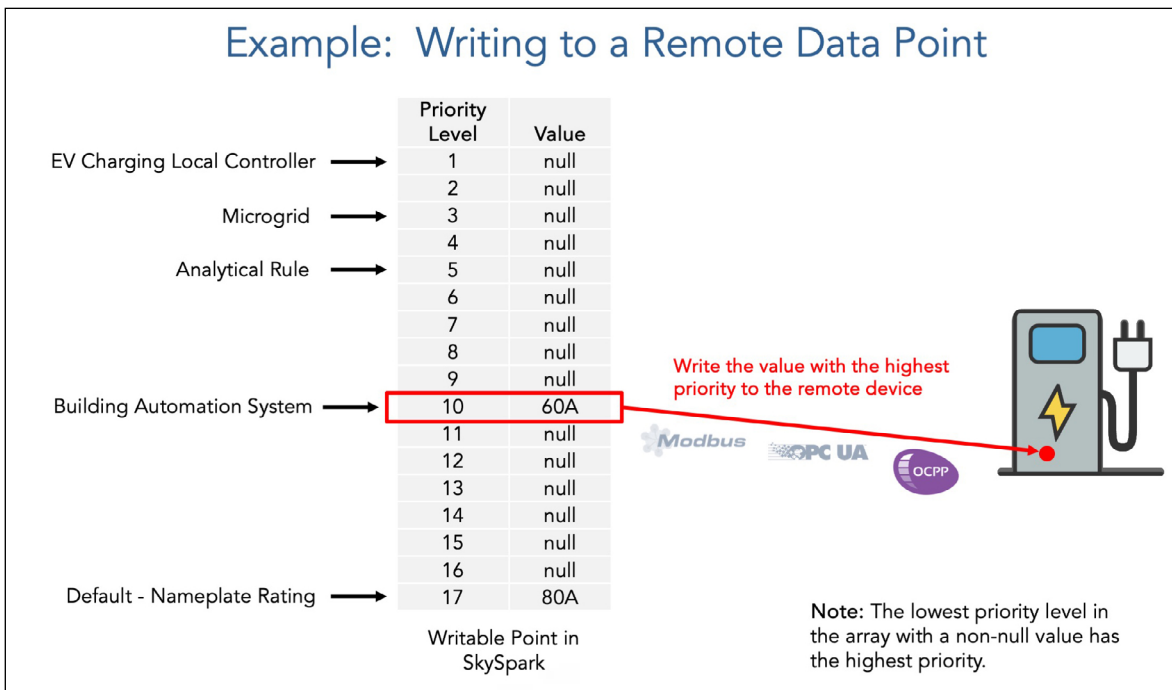 Example: Writing to a Remote Data Point
Priority
Level Value
EV Charging Local Controller 1 null
2 null
Microgrid 3 null
4 null
Analytical Rule 5 null
6 null
7 null
8 null
9 null
Building Automation System 10 60A
11 null
12 null
13 null
14 null
15 null
16 null
Default - Nameplate Rating 17 80A
Writable Point in
SkySpark
Write the value with the highest
priority to the remote device
Modbus
OPC UA
OCPP
Note: The lowest priority level in
the array with a non-null value has
the highest priority.